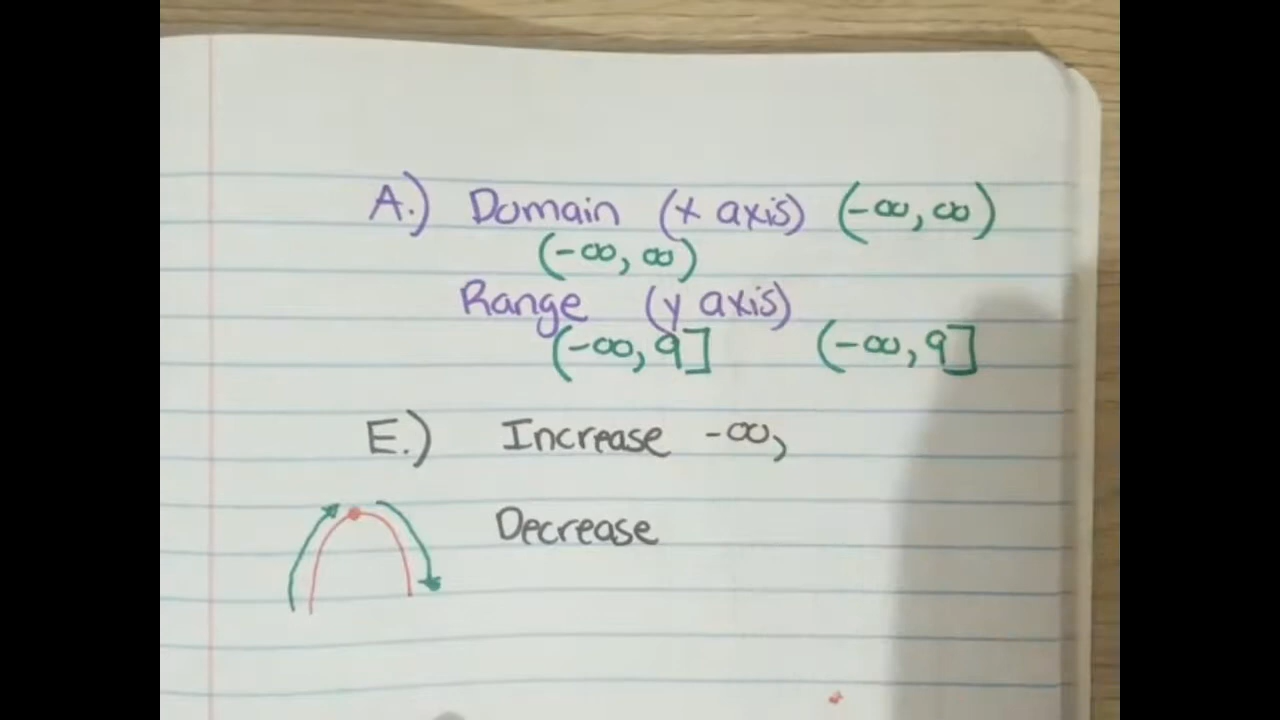 A.) Domain (x axis) (-∞, ∞)
(-∞, ∞)
Range (y axis)
(-∞, 9] (-∞, 9]
E.) Increase -∞,
Decrease